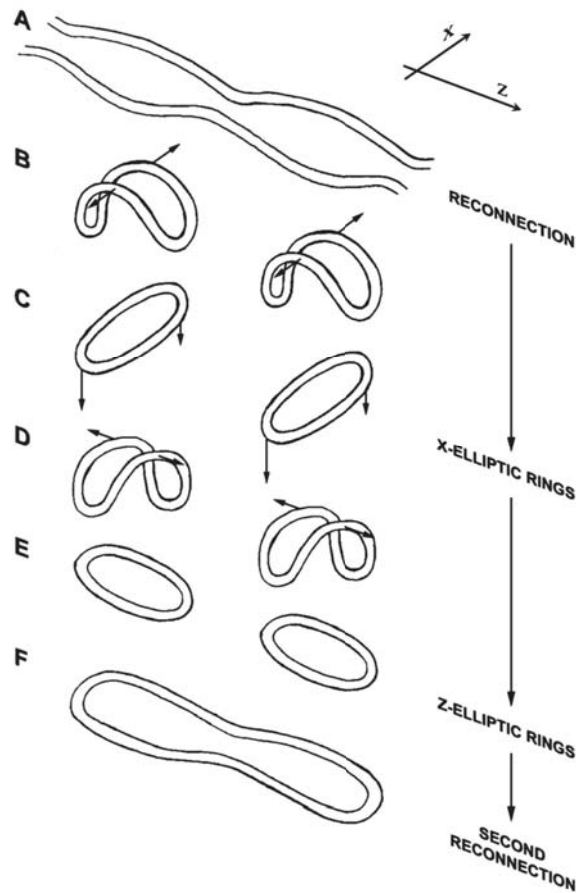 A
X
Z
B
RECONNECTION
C
D
X-ELLIPTIC RINGS
E
F
Z-ELLIPTIC RINGS
SECOND
RECONNECTION